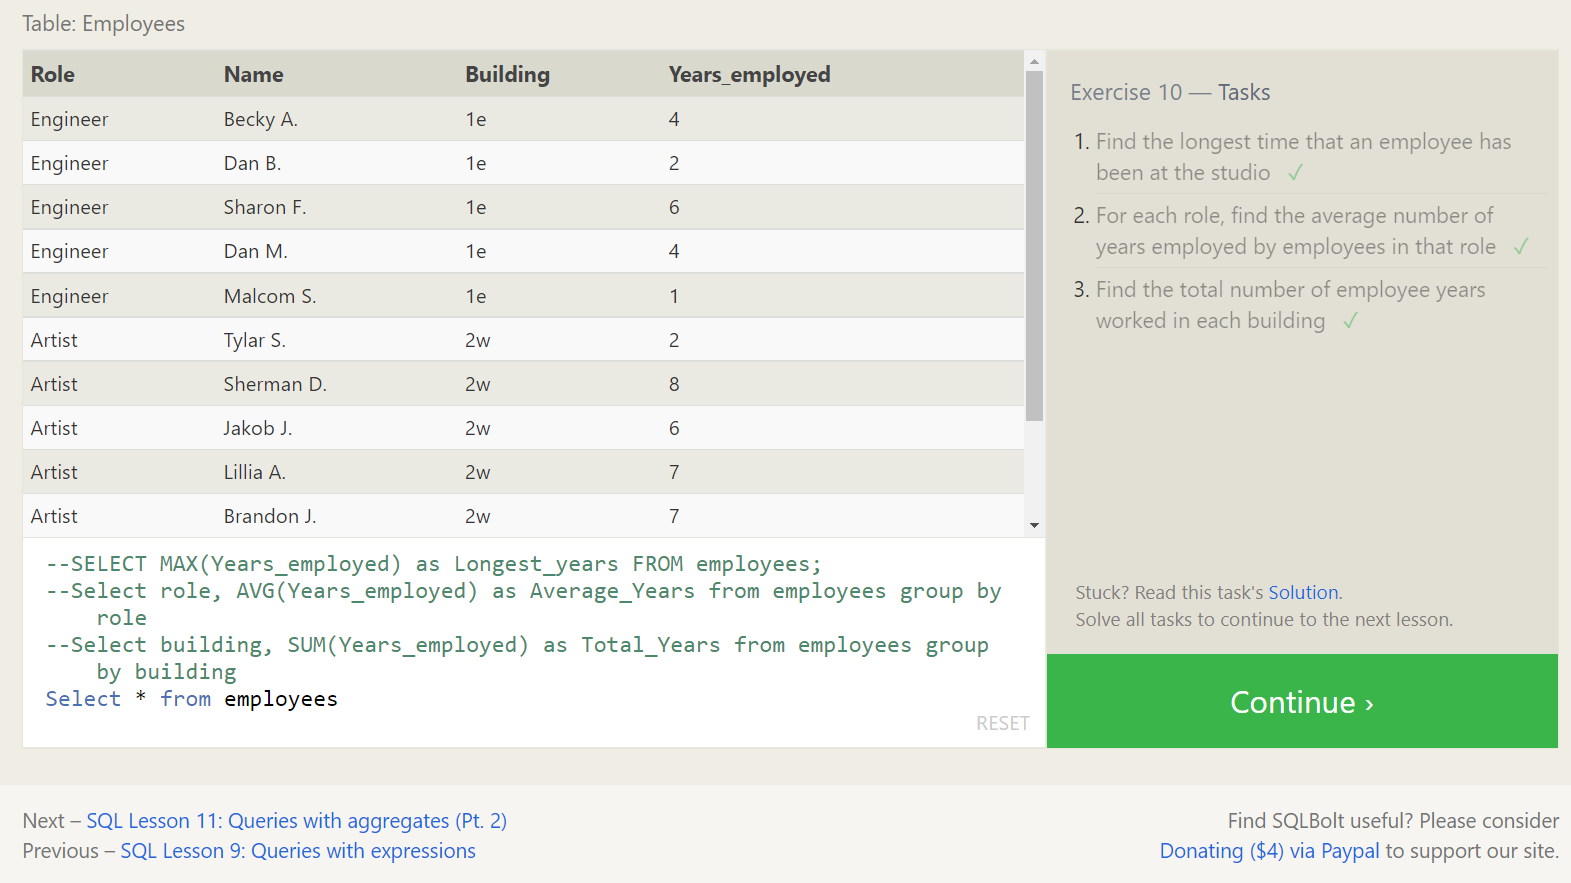 Table: Employees
Role Name Building Years_employed
Engineer Becky A. 1e 4
Engineer Dan B. 1e 2
Engineer Sharon F. 1e 6
Engineer Dan M. 1e 4
Engineer Malcom S. 1e 1
Artist Tylar S. 2w 2
Artist Sherman D. 2w 8
Artist Jakob J. 2w 6
Artist Lillia A. 2w 7
Artist Brandon J. 2w 7
--SELECT MAX(Years_employed) as Longest_years FROM employees;
--Select role, AVG(Years_employed) as Average_Years from employees group by
role
--Select building, SUM(Years_employed) as Total_Years from employees group
by building
Select * from employees
RESET
Exercise 10 — Tasks
1. Find the longest time that an employee has
been at the studio ✓
2. For each role, find the average number of
years employed by employees in that role ✓
3. Find the total number of employee years
worked in each building ✓
Stuck? Read this task's Solution.
Solve all tasks to continue to the next lesson.
Continue ›
Next – SQL Lesson 11: Queries with aggregates (Pt. 2)
Previous – SQL Lesson 9: Queries with expressions
Find SQLBolt useful? Please consider
Donating ($4) via Paypal to support our site.